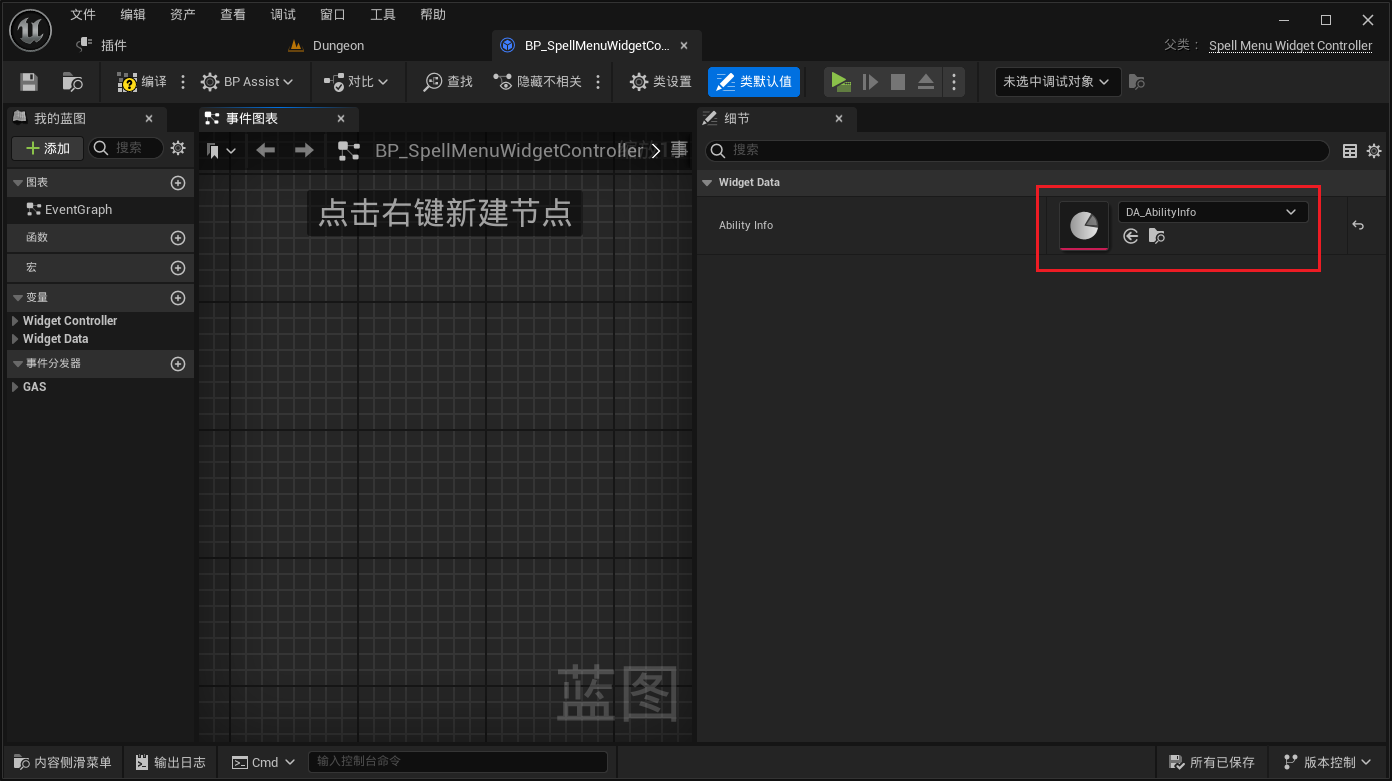 文件 编辑 资产 查看 调试 窗口 工具 帮助
插件 Dungeon BP_SpellMenuWidgetCo... 父类： Spell Menu Widget Controller
编译 BP Assist 对比 查找 隐藏不相关 类设置 类默认值 未选中调试对象
我的蓝图 事件图表 细节
添加 搜索 BP_SpellMenuWidgetController 事 搜索
图表 Widget Data
EventGraph 点击右键新建节点 DA_AbilityInfo
Ability Info
函数
宏
变量
Widget Controller
Widget Data
事件分发器
GAS
蓝图
内容侧滑菜单 输出日志 Cmd 输入控制台命令 所有已保存 版本控制